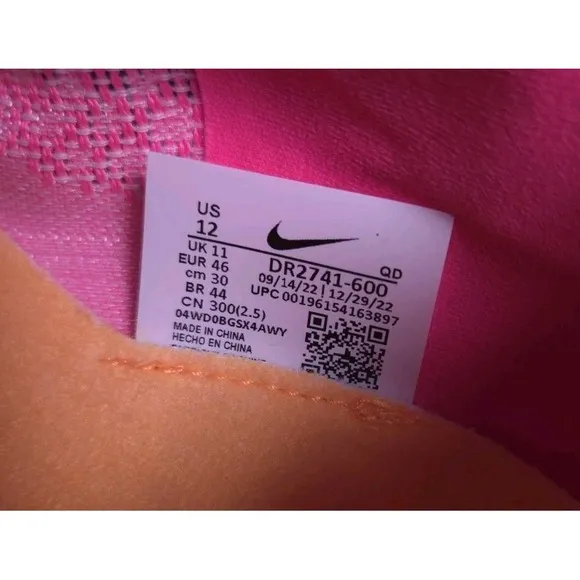 US
12
UK 11
EUR 46
cm 30
BR 44
CN 300(2.5)
04WD0BGSX4AWY
MADE IN CHINA
HECHO EN CHINA
DR2741-600
QD
09/14/22 | 12/29/22
UPC 00196154163897